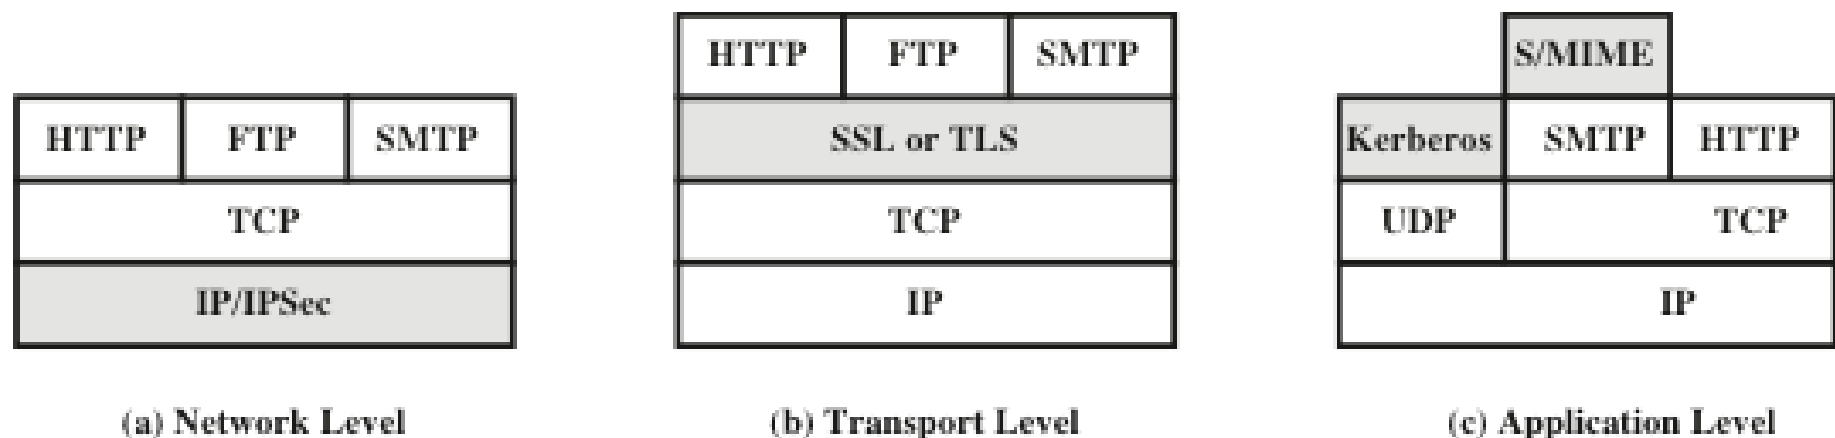 HTTP FTP SMTP
TCP
IP/IPSec
(a) Network Level
HTTP FTP SMTP
SSL or TLS
TCP
IP
(b) Transport Level
S/MIME
Kerberos SMTP HTTP
UDP TCP
IP
(c) Application Level